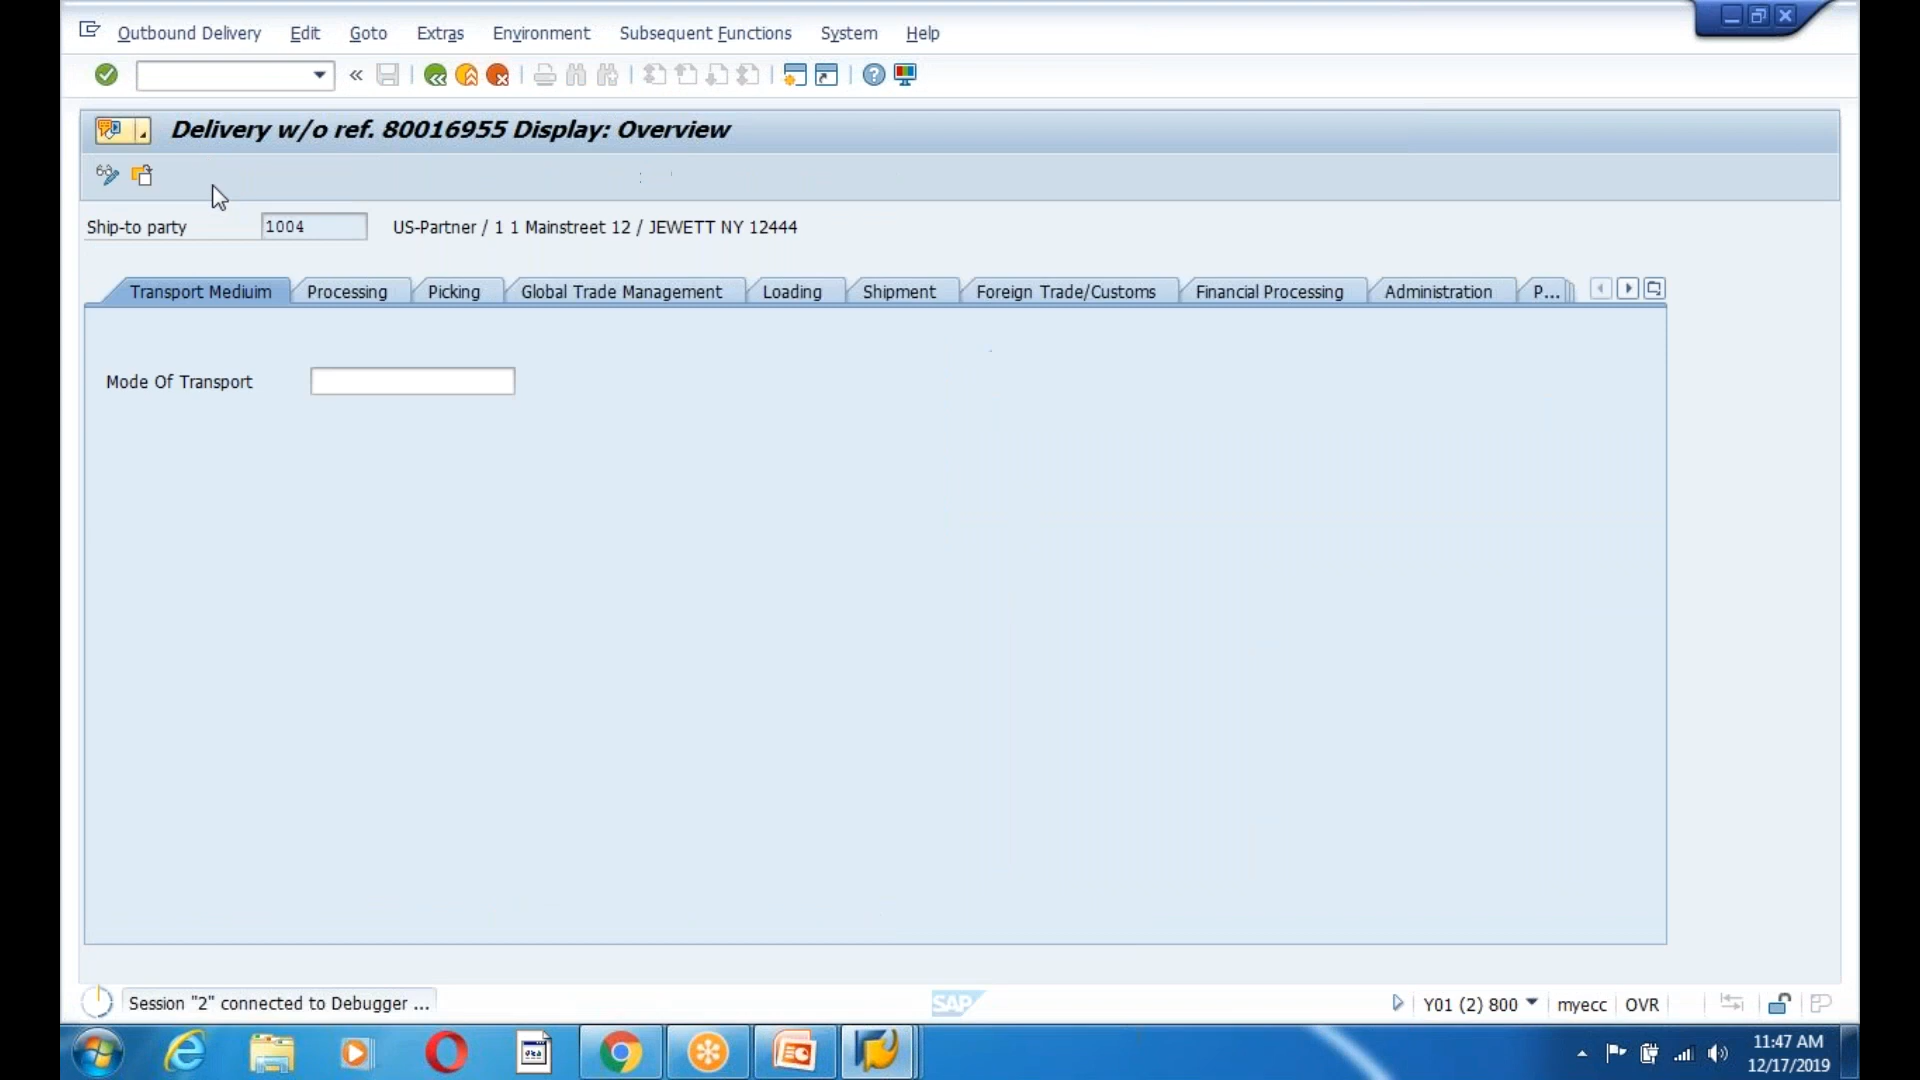 Outbound Delivery Edit Goto Extras Environment Subsequent Functions System Help
Delivery w/o ref. 80016955 Display: Overview
Ship-to party 1004 US-Partner / 1 1 Mainstreet 12 / JEWETT NY 12444
Transport Mediuim Processing Picking Global Trade Management Loading Shipment Foreign Trade/Customs Financial Processing Administration P...
Mode Of Transport
Session "2" connected to Debugger ...
SAP
Y01 (2) 800 myecc OVR
11:47 AM
12/17/2019